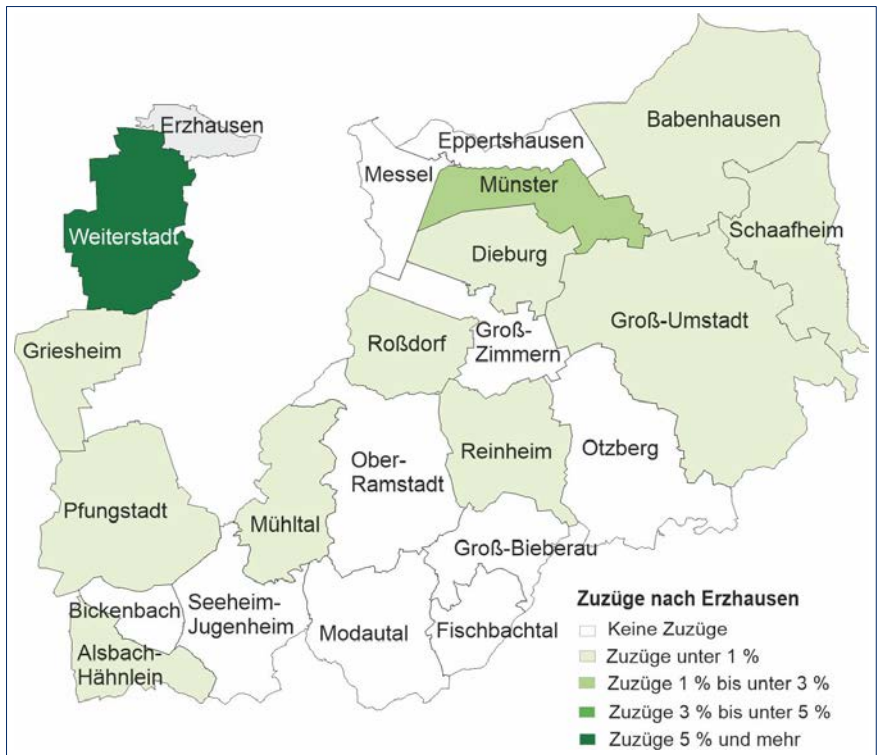 Erzhausen
Babenhausen
Eppertshausen
Messel
Münster
Schaafheim
Weiterstadt
Dieburg
Groß-Umstadt
Griesheim
Roßdorf
Groß-
Zimmern
Ober-
Ramstadt
Reinheim
Otzberg
Pfungstadt
Mühltal
Groß-Bieberau
Bickenbach
Seeheim-
Jugenheim
Modautal
Fischbachtal
Alsbach-
Hähnlein
Zuzüge nach Erzhausen
Keine Zuzüge
Zuzüge unter 1 %
Zuzüge 1 % bis unter 3 %
Zuzüge 3 % bis unter 5 %
Zuzüge 5 % und mehr